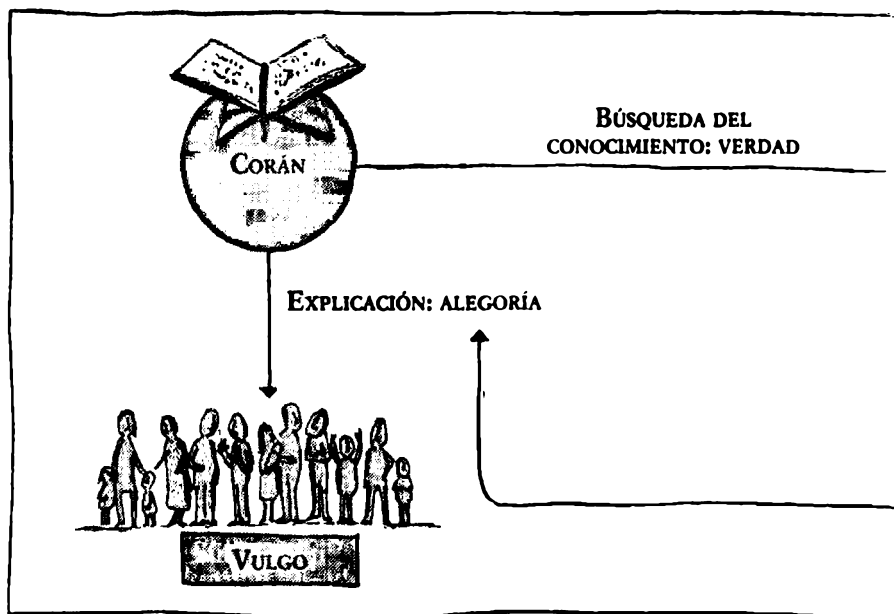 CORÁN
BÚSQUEDA DEL
CONOCIMIENTO: VERDAD
EXPLICACIÓN: ALEGORÍA
VULGO